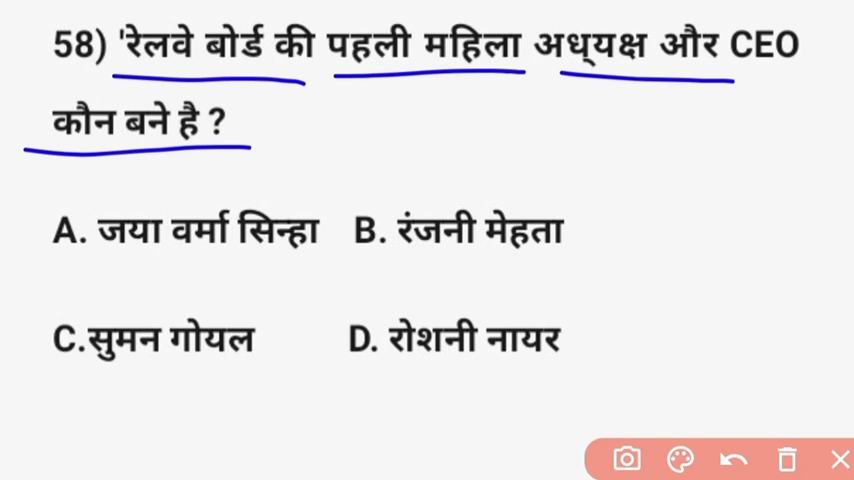 58) 'रेलवे बोर्ड की पहली महिला अध्यक्ष और CEO
कौन बने है ?
A. जया वर्मा सिन्हा B. रंजनी मेहता
C.सुमन गोयल D. रोशनी नायर